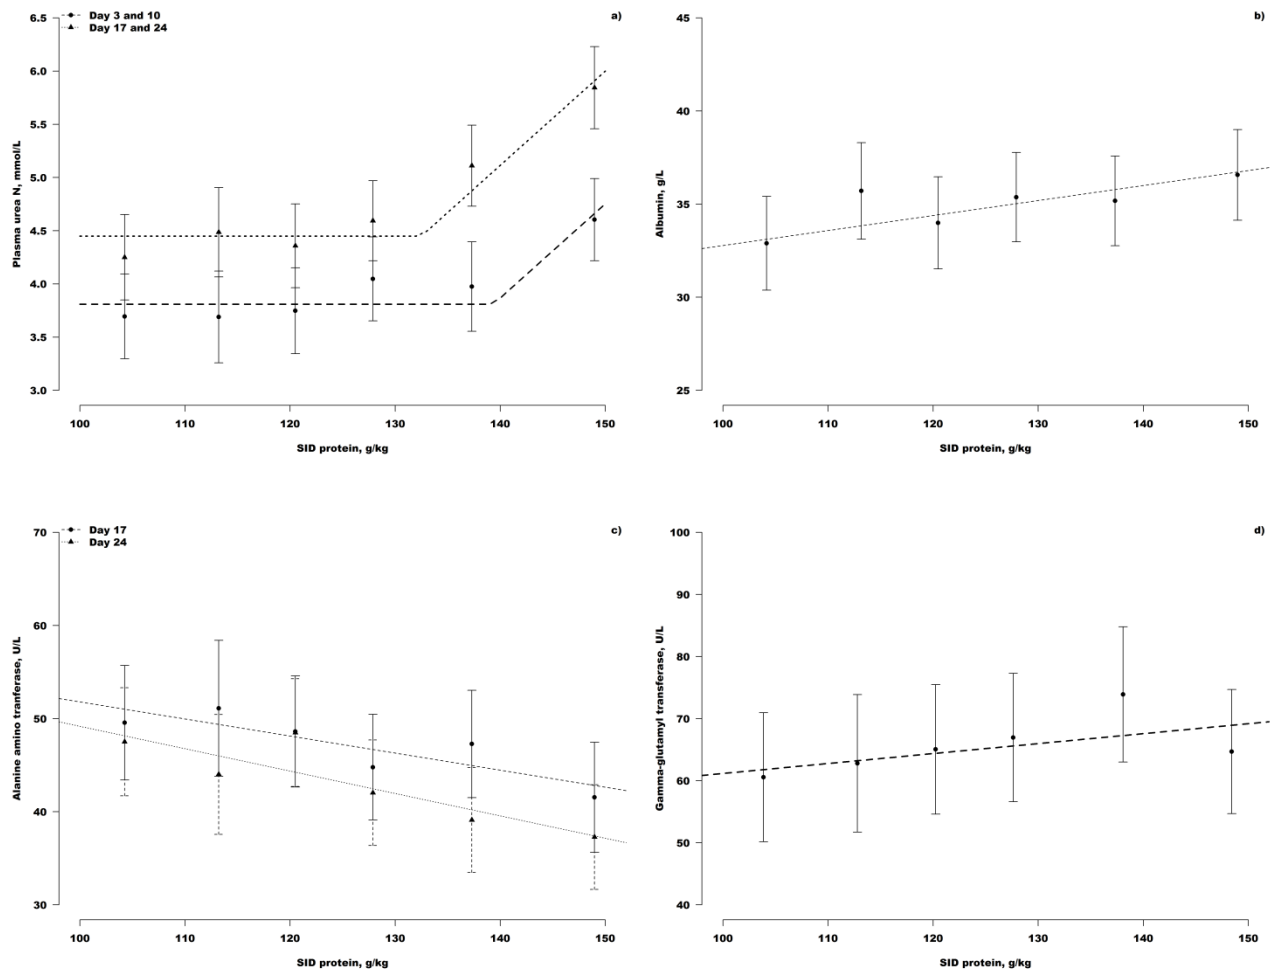 Day 3 and 10
Day 17 and 24
a)
6.5
6.0
5.5
5.0
4.5
4.0
3.5
3.0
Plasma urea N, mmol/L
100 110 120 130 140 150
SID protein, g/kg
b)
45
40
35
30
25
Albumin, g/L
100 110 120 130 140 150
SID protein, g/kg
Day 17
Day 24
c)
70
60
50
40
30
Alanine amino tranferase, U/L
100 110 120 130 140 150
SID protein, g/kg
d)
100
90
80
70
60
50
40
Gamma-glutamyl transferase, U/L
100 110 120 130 140 150
SID protein, g/kg